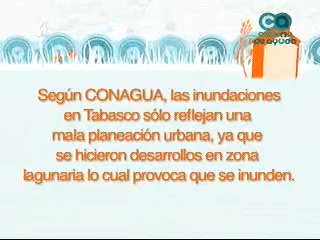 Según CONAGUA, las inundaciones
en Tabasco sólo reflejan una
mala planeación urbana, ya que
se hicieron desarrollos en zona
lagunaria lo cual provoca que se inunden.